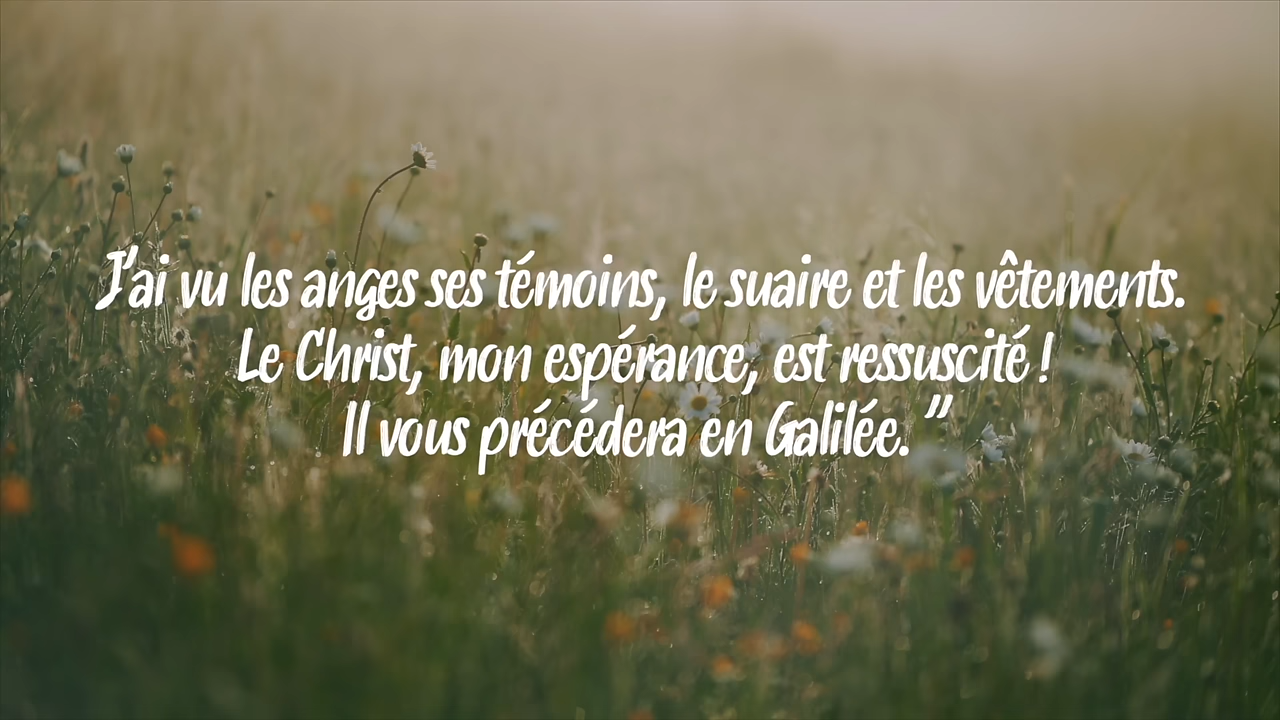 J'ai vu les anges ses témoins, le suaire et les vêtements.
Le Christ, mon espérance, est ressuscité !
Il vous précédera en Galilée. ”